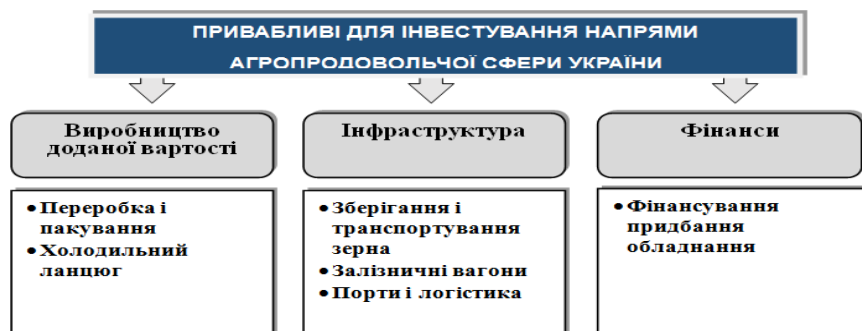 ПРИВАБЛИВІ ДЛЯ ІНВЕСТУВАННЯ НАПРЯМИ
АГРОПРОДОВОЛЬЧОЇ СФЕРИ УКРАЇНИ
Виробництво
доданої вартості
• Переробка і
пакування
• Холодильний
ланцюг
Інфраструктура
• Зберігання і
транспортування
зерна
• Залізничні вагони
• Порти і логістика
Фінанси
• Фінансування
придбання
обладнання